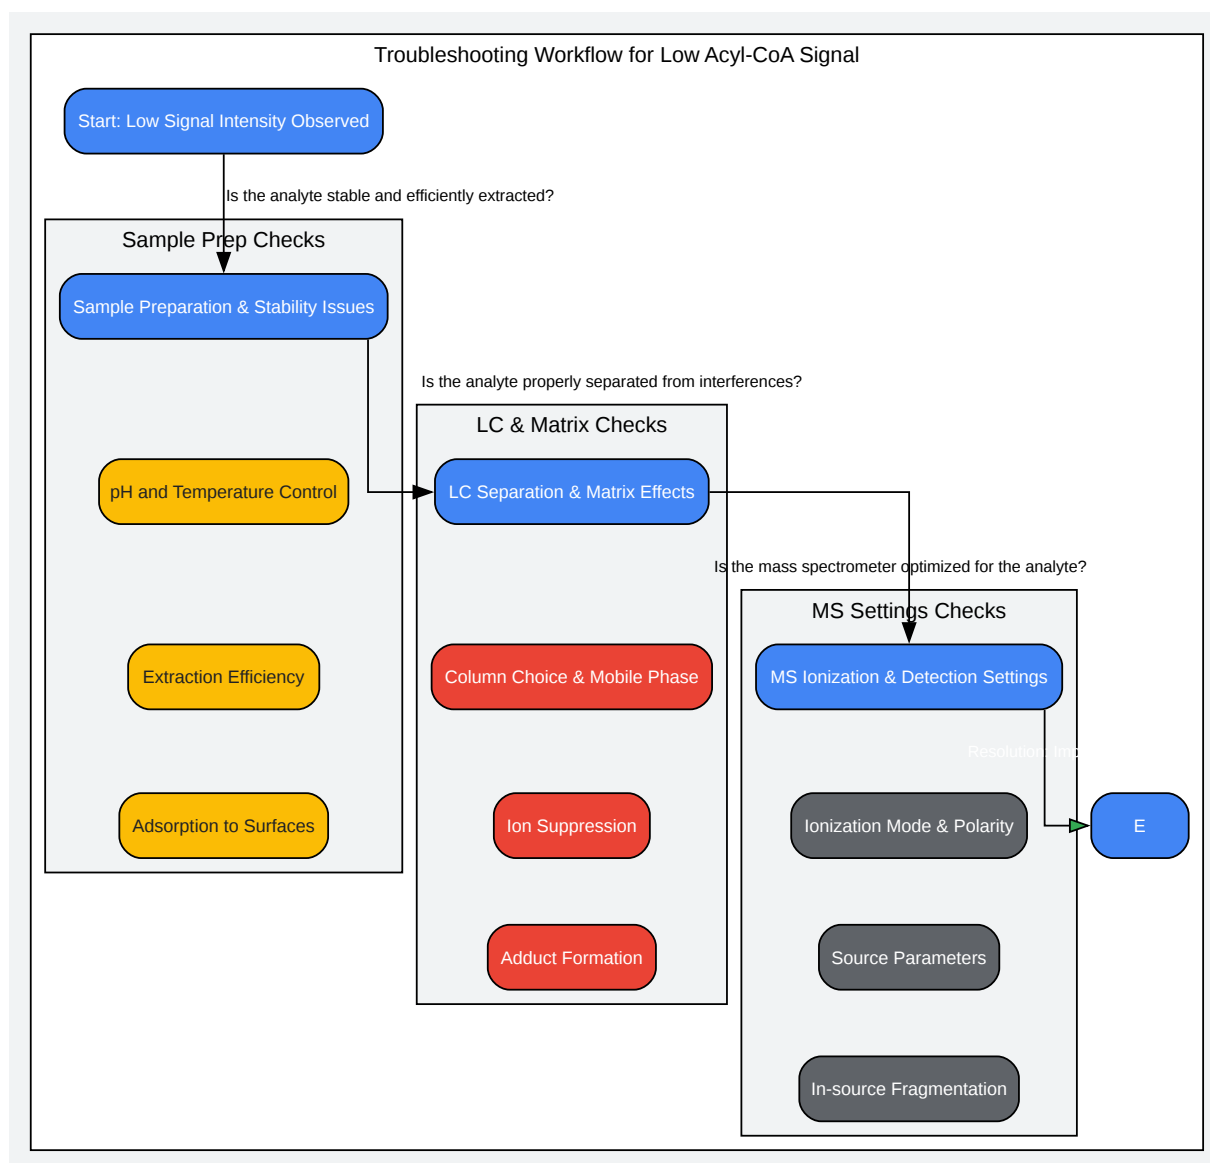 Troubleshooting Workflow for Low Acyl-CoA Signal
Start: Low Signal Intensity Observed
Is the analyte stable and efficiently extracted?
Sample Prep Checks
Sample Preparation & Stability Issues
pH and Temperature Control
Extraction Efficiency
Adsorption to Surfaces
Is the analyte properly separated from interferences?
LC & Matrix Checks
LC Separation & Matrix Effects
Column Choice & Mobile Phase
Ion Suppression
Adduct Formation
Is the mass spectrometer optimized for the analyte?
MS Settings Checks
MS Ionization & Detection Settings
Resolution:
Ionization Mode & Polarity
Source Parameters
In-source Fragmentation
E